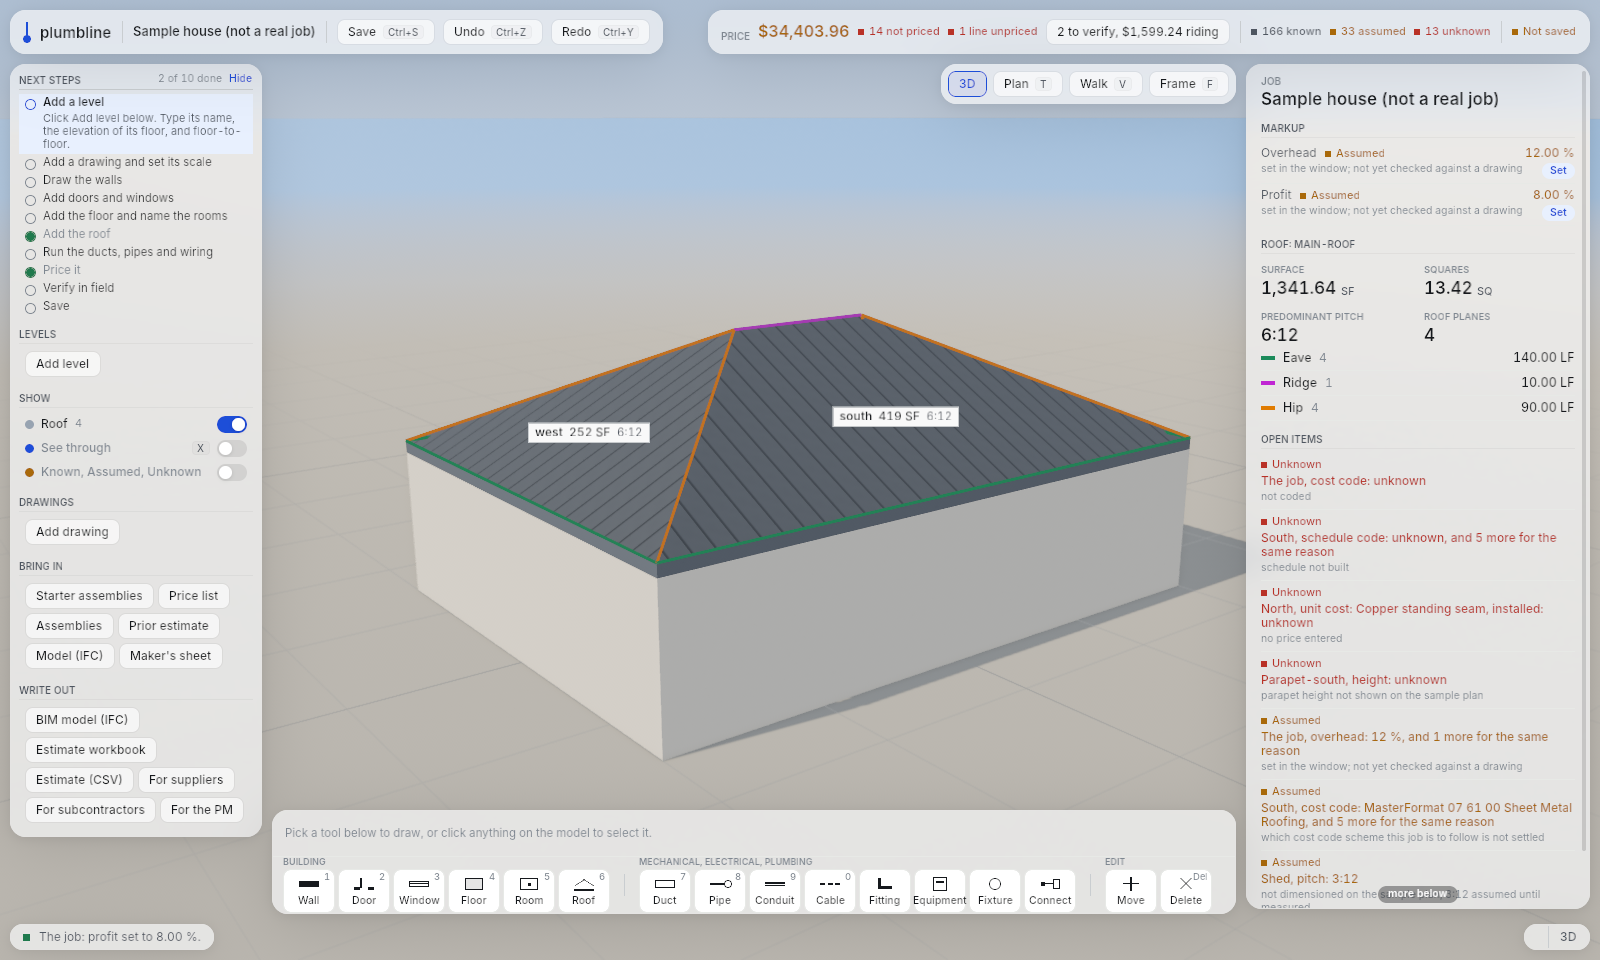 plumbline
Sample house (not a real job)
Save Ctrl+S
Undo Ctrl+Z
Redo Ctrl+Y
PRICE $34,403.96
14 not priced
1 line unpriced
2 to verify, $1,599.24 riding
166 known
33 assumed
13 unknown
Not saved
NEXT STEPS
2 of 10 done Hide
Add a level
Click Add level below. Type its name,
the elevation of its floor, and floor-to-
floor.
Add a drawing and set its scale
Draw the walls
Add doors and windows
Add the floor and name the rooms
Add the roof
Run the ducts, pipes and wiring
Price it
Verify in field
Save
LEVELS
Add level
SHOW
Roof 4
See through X
Known, Assumed, Unknown
DRAWINGS
Add drawing
BRING IN
Starter assemblies
Price list
Assemblies
Prior estimate
Model (IFC)
Maker's sheet
WRITE OUT
BIM model (IFC)
Estimate workbook
Estimate (CSV)
For suppliers
For subcontractors
For the PM
The job: profit set to 8.00 %.
3D
Plan T
Walk V
Frame F
west 252 SF 6:12
south 419 SF 6:12
Pick a tool below to draw, or click anything on the model to select it.
BUILDING
Wall 1
Door 2
Window 3
Floor 4
Room 5
Roof 6
MECHANICAL, ELECTRICAL, PLUMBING
Duct 7
Pipe 8
Conduit 9
Cable 0
Fitting
Equipment
Fixture
Connect
EDIT
Move
Delete Del
JOB
Sample house (not a real job)
MARKUP
Overhead Assumed 12.00 %
set in the window; not yet checked against a drawing Set
Profit Assumed 8.00 %
set in the window; not yet checked against a drawing Set
ROOF: MAIN-ROOF
SURFACE
1,341.64 SF
SQUARES
13.42 SQ
PREDOMINANT PITCH
6:12
ROOF PLANES
4
Eave 4 140.00 LF
Ridge 1 10.00 LF
Hip 4 90.00 LF
OPEN ITEMS
Unknown
The job, cost code: unknown
not coded
Unknown
South, schedule code: unknown, and 5 more for the
same reason
schedule not built
Unknown
North, unit cost: Copper standing seam, installed:
unknown
no price entered
Unknown
Parapet-south, height: unknown
parapet height not shown on the sample plan
Assumed
The job, overhead: 12 %, and 1 more for the same
reason
set in the window; not yet checked against a drawing
Assumed
South, cost code: MasterFormat 07 61 00 Sheet Metal
Roofing, and 5 more for the same reason
which cost code scheme this job is to follow is not settled
Assumed
Shed, pitch: 3:12
not dimensioned on the 12 assumed until
measured
more below
3D